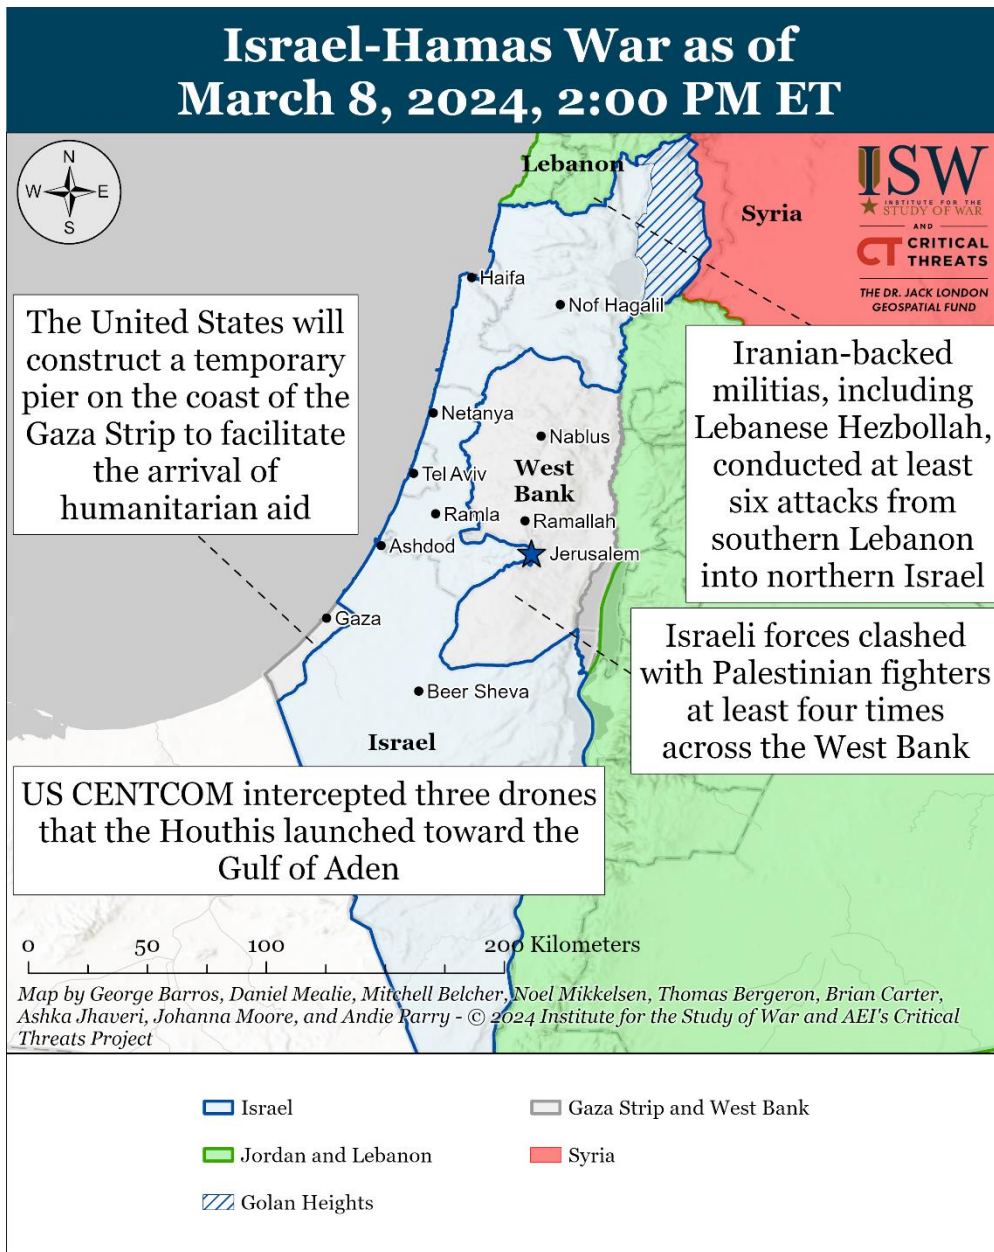 Israel-Hamas War as of
March 8, 2024, 2:00 PM ET
N
W
E
S
Lebanon
Syria
ISW
INSTITUTE FOR THE
STUDY OF WAR
AND
CT CRITICAL
THREATS
THE DR. JACK LONDON
GEOSPATIAL FUND
Haifa
Nof Hagalil
The United States will
construct a temporary
pier on the coast of the
Gaza Strip to facilitate
the arrival of
humanitarian aid
Iranian-backed
militias, including
Lebanese Hezbollah,
conducted at least
six attacks from
southern Lebanon
into northern Israel
Netanya
Nablus
West
Bank
Tel Aviv
Ramla
Ramallah
Ashdod
Jerusalem
Gaza
Israeli forces clashed
with Palestinian fighters
at least four times
across the West Bank
Beer Sheva
Israel
US CENTCOM intercepted three drones
that the Houthis launched toward the
Gulf of Aden
0 50 100 200 Kilometers
Map by George Barros, Daniel Mealie, Mitchell Belcher, Noel Mikkelsen, Thomas Bergeron, Brian Carter,
Ashka Jhaveri, Johanna Moore, and Andie Parry - © 2024 Institute for the Study of War and AEI's Critical
Threats Project
Israel
Gaza Strip and West Bank
Jordan and Lebanon
Syria
Golan Heights